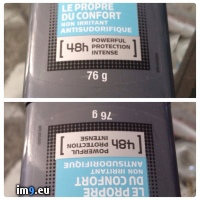 LE PROPRE
DU CONFORT
NON IRRITANT
ANTISUDORIFIQUE
48h
POWERFUL
PROTECTION
INTENSE
76 g
76 g
48h
POWERFUL
PROTECTION
INTENSE
ANTISUDORIFIQUE
NON IRRITANT
DU CONFORT
LE PROPRE
im9.eu